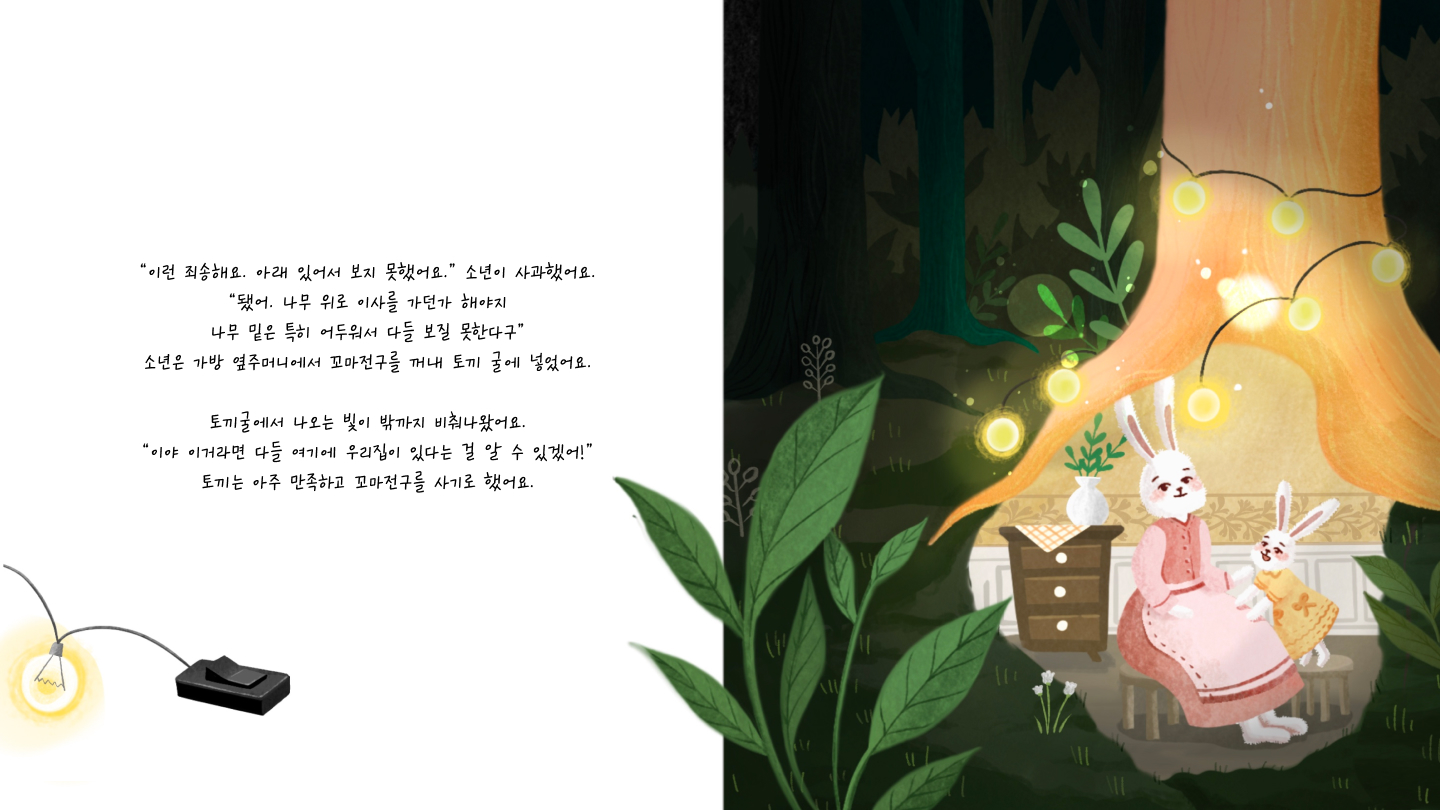 “이런 죄송해요. 아래 있어서 보지 못했어요.” 소년이 사과했어요.
“됐어. 나무 위로 이사를 가던가 해야지
나무 밑은 특히 어두워서 다들 보질 못한다구”
소년은 가방 옆주머니에서 꼬마전구를 꺼내 토끼 굴에 넣었어요.
토끼굴에서 나오는 빛이 밖까지 비춰나왔어요.
“이야 이거라면 다들 여기에 우리집이 있다는 걸 알 수 있겠어!”
토끼는 아주 만족하고 꼬마전구를 사기로 했어요.